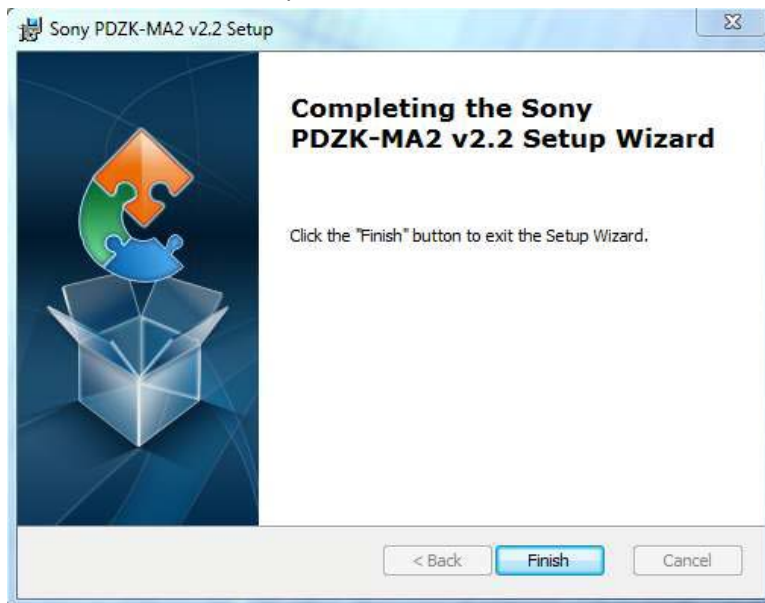 Sony PDZK-MA2 v2.2 Setup
Completing the Sony
PDZK-MA2 v2.2 Setup Wizard
Click the "Finish" button to exit the Setup Wizard.
< Back Finish Cancel